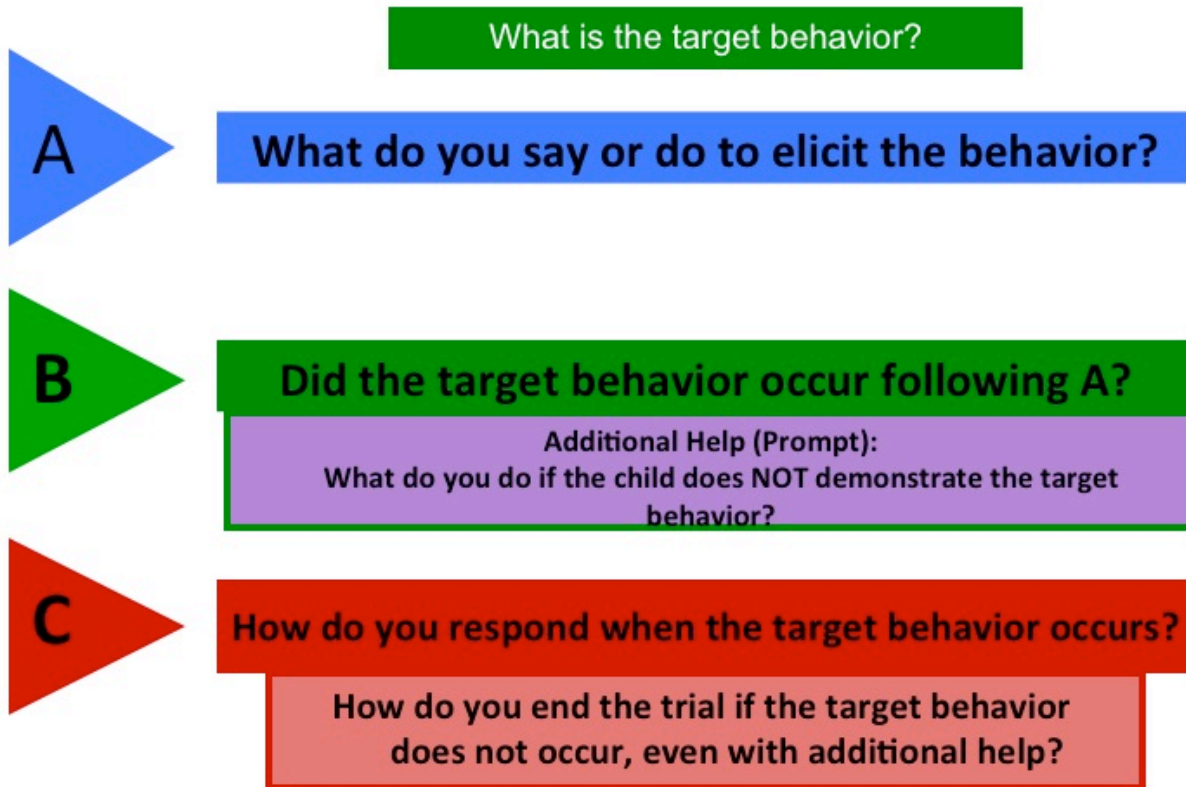 What is the target behavior?
A
What do you say or do to elicit the behavior?
B
Did the target behavior occur following A?
Additional Help (Prompt):
What do you do if the child does NOT demonstrate the target
behavior?
C
How do you respond when the target behavior occurs?
How do you end the trial if the target behavior
does not occur, even with additional help?